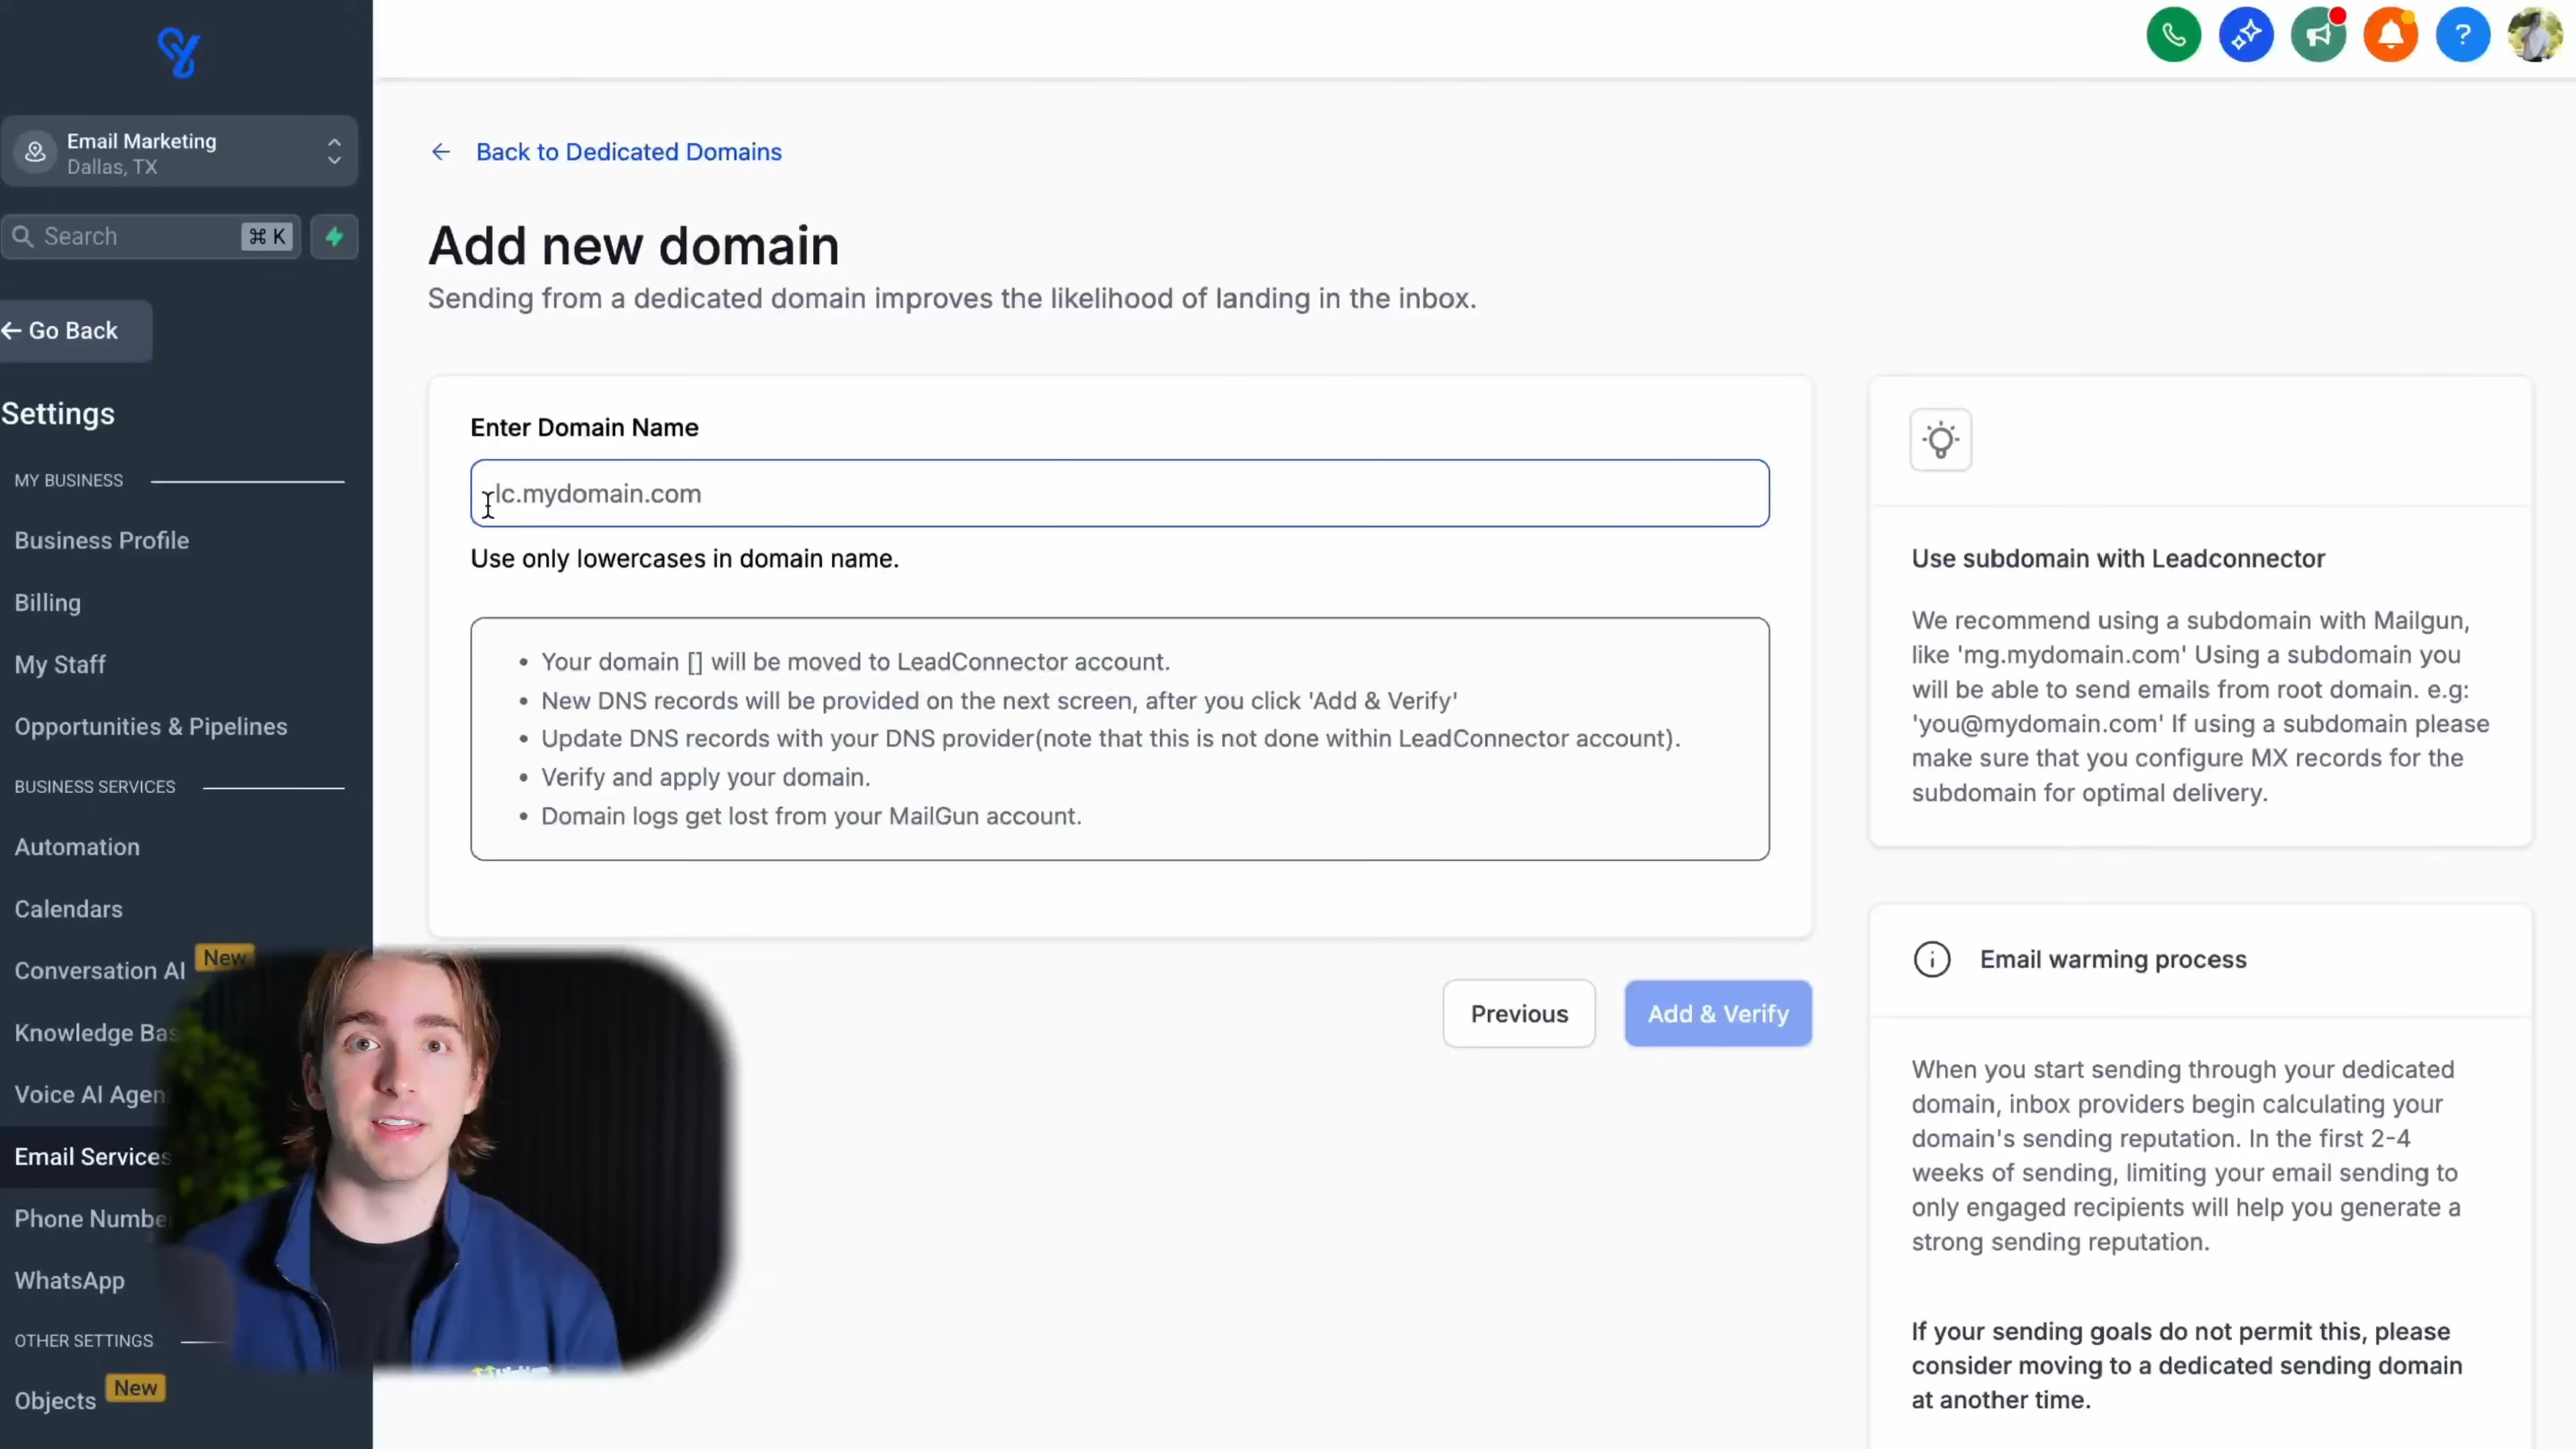 Email Marketing
Dallas, TX
Search
⌘ K
← Go Back
Settings
MY BUSINESS
Business Profile
Billing
My Staff
Opportunities & Pipelines
BUSINESS SERVICES
Automation
Calendars
Conversation AI New
Knowledge Bas
Voice AI Agen
Email Services
Phone Numbe
WhatsApp
OTHER SETTINGS
Objects New
← Back to Dedicated Domains
Add new domain
Sending from a dedicated domain improves the likelihood of landing in the inbox.
Enter Domain Name
lc.mydomain.com
Use only lowercases in domain name.
• Your domain [] will be moved to LeadConnector account.
• New DNS records will be provided on the next screen, after you click 'Add & Verify'
• Update DNS records with your DNS provider(note that this is not done within LeadConnector account).
• Verify and apply your domain.
• Domain logs get lost from your MailGun account.
Previous
Add & Verify
?
Use subdomain with Leadconnector
We recommend using a subdomain with Mailgun,
like 'mg.mydomain.com' Using a subdomain you
will be able to send emails from root domain. e.g:
'you@mydomain.com' If using a subdomain please
make sure that you configure MX records for the
subdomain for optimal delivery.
Email warming process
When you start sending through your dedicated
domain, inbox providers begin calculating your
domain's sending reputation. In the first 2-4
weeks of sending, limiting your email sending to
only engaged recipients will help you generate a
strong sending reputation.
If your sending goals do not permit this, please
consider moving to a dedicated sending domain
at another time.